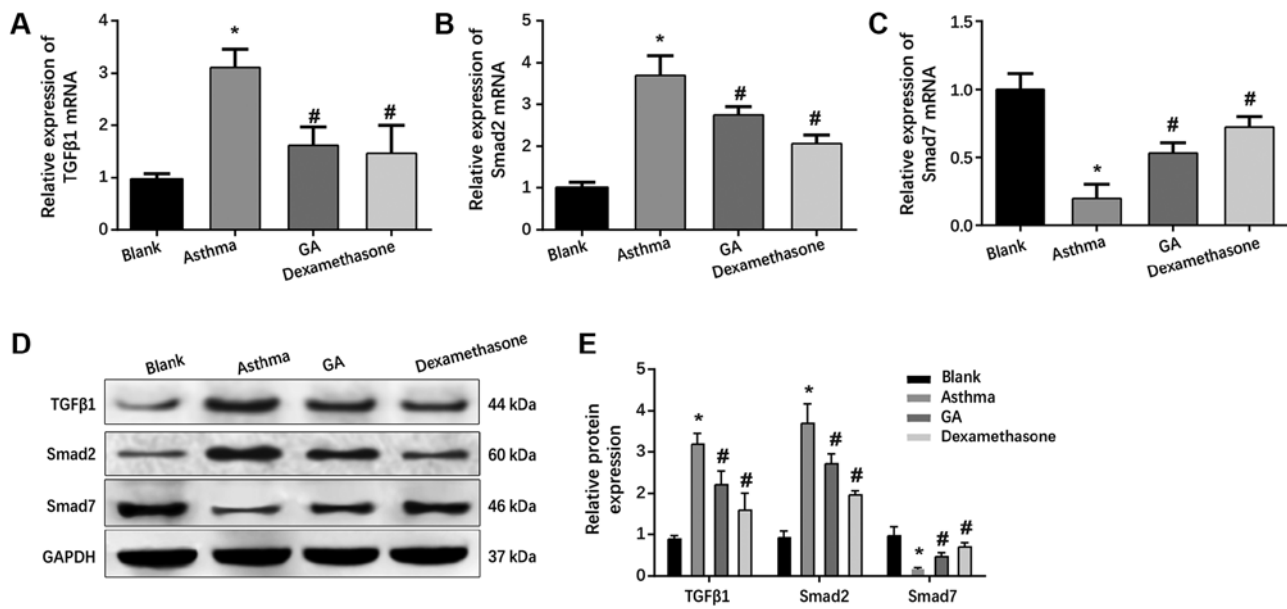 A
Relative expression of
TGFβ1 mRNA
4
3
2
1
0
*
#
#
Blank
Asthma
GA
Dexamethasone
B
Relative expression of
Smad2 mRNA
5
4
3
2
1
0
*
#
#
Blank
Asthma
GA
Dexamethasone
C
Relative expression of
Smad7 mRNA
1.5
1.0
0.5
0.0
*
#
#
Blank
Asthma
GA
Dexamethasone
D
Blank
Asthma
GA
Dexamethasone
TGFβ1
44 kDa
Smad2
60 kDa
Smad7
46 kDa
GAPDH
37 kDa
E
Relative protein
expression
5
4
3
2
1
0
*
#
#
*
#
#
*
#
#
TGFβ1
Smad2
Smad7
Blank
Asthma
GA
Dexamethasone